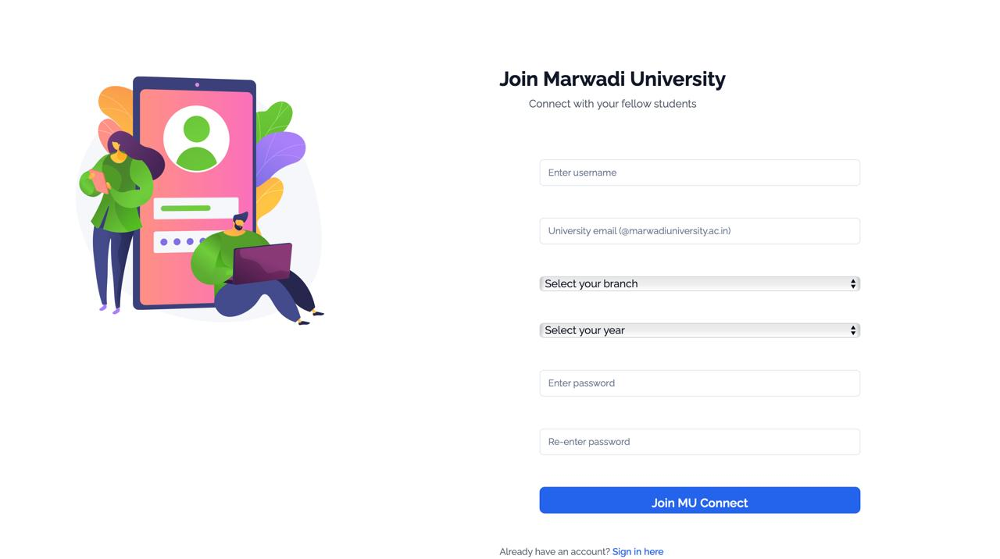 Join Marwadi University
Connect with your fellow students
Enter username
University email (@marwadiuniversity.ac.in)
Select your branch
Select your year
Enter password
Re-enter password
Join MU Connect
Already have an account? Sign in here